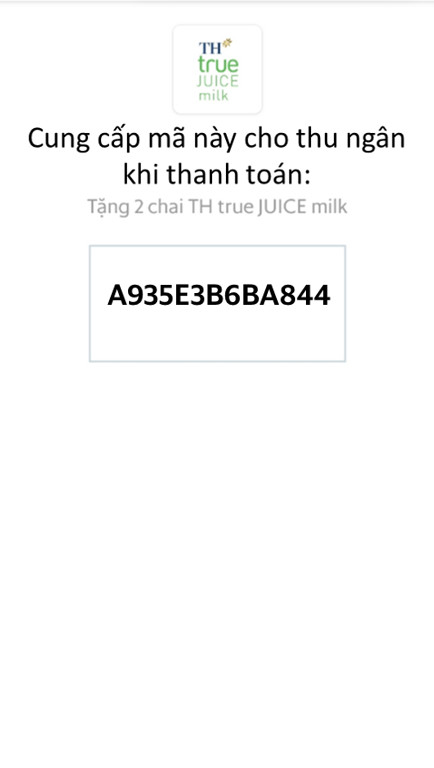 TH
true
JUICE
milk
Cung cấp mã này cho thu ngân
khi thanh toán:
Tặng 2 chai TH true JUICE milk
A935E3B6BA844